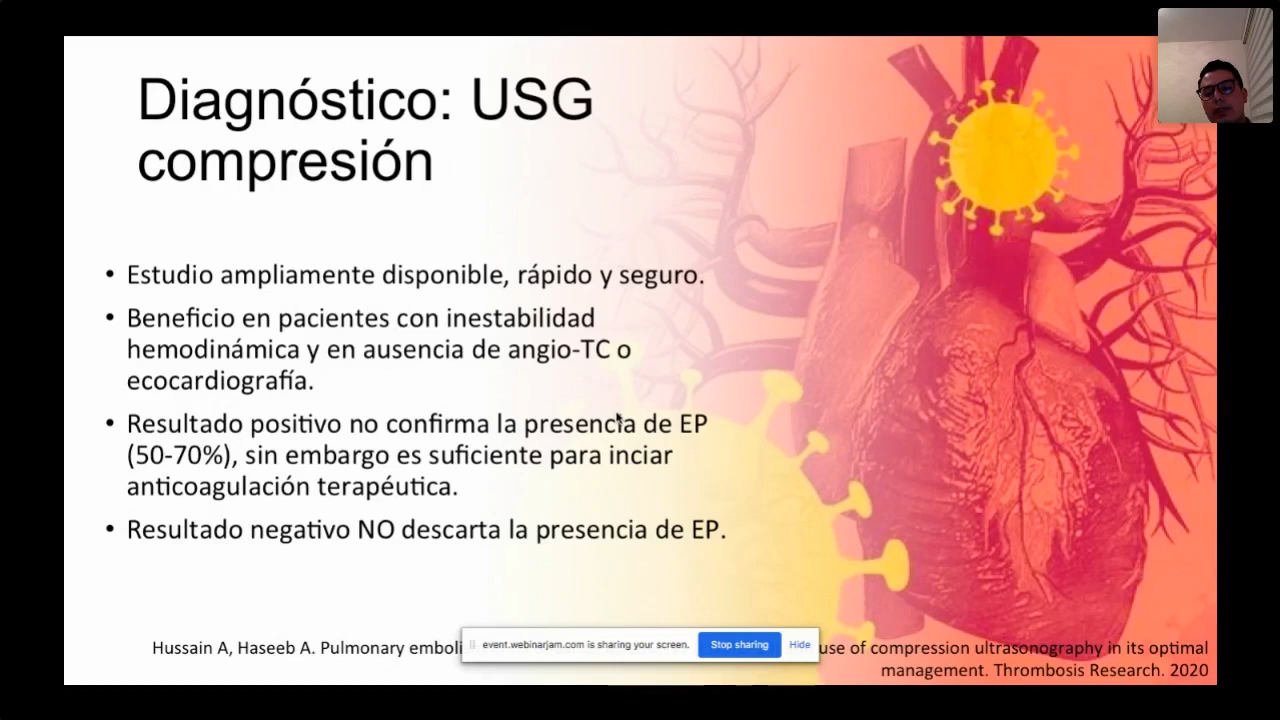 Diagnóstico: USG
compresión
• Estudio ampliamente disponible, rápido y seguro.
• Beneficio en pacientes con inestabilidad
hemodinámica y en ausencia de angio-TC o
ecocardiografía.
• Resultado positivo no confirma la presencia de EP
(50-70%), sin embargo es suficiente para inciar
anticoagulación terapéutica.
• Resultado negativo NO descarta la presencia de EP.
Hussain A, Haseeb A. Pulmonary emboli
event.webinarjam.com is sharing your screen. Stop sharing Hide
use of compression ultrasonography in its optimal
management. Thrombosis Research. 2020